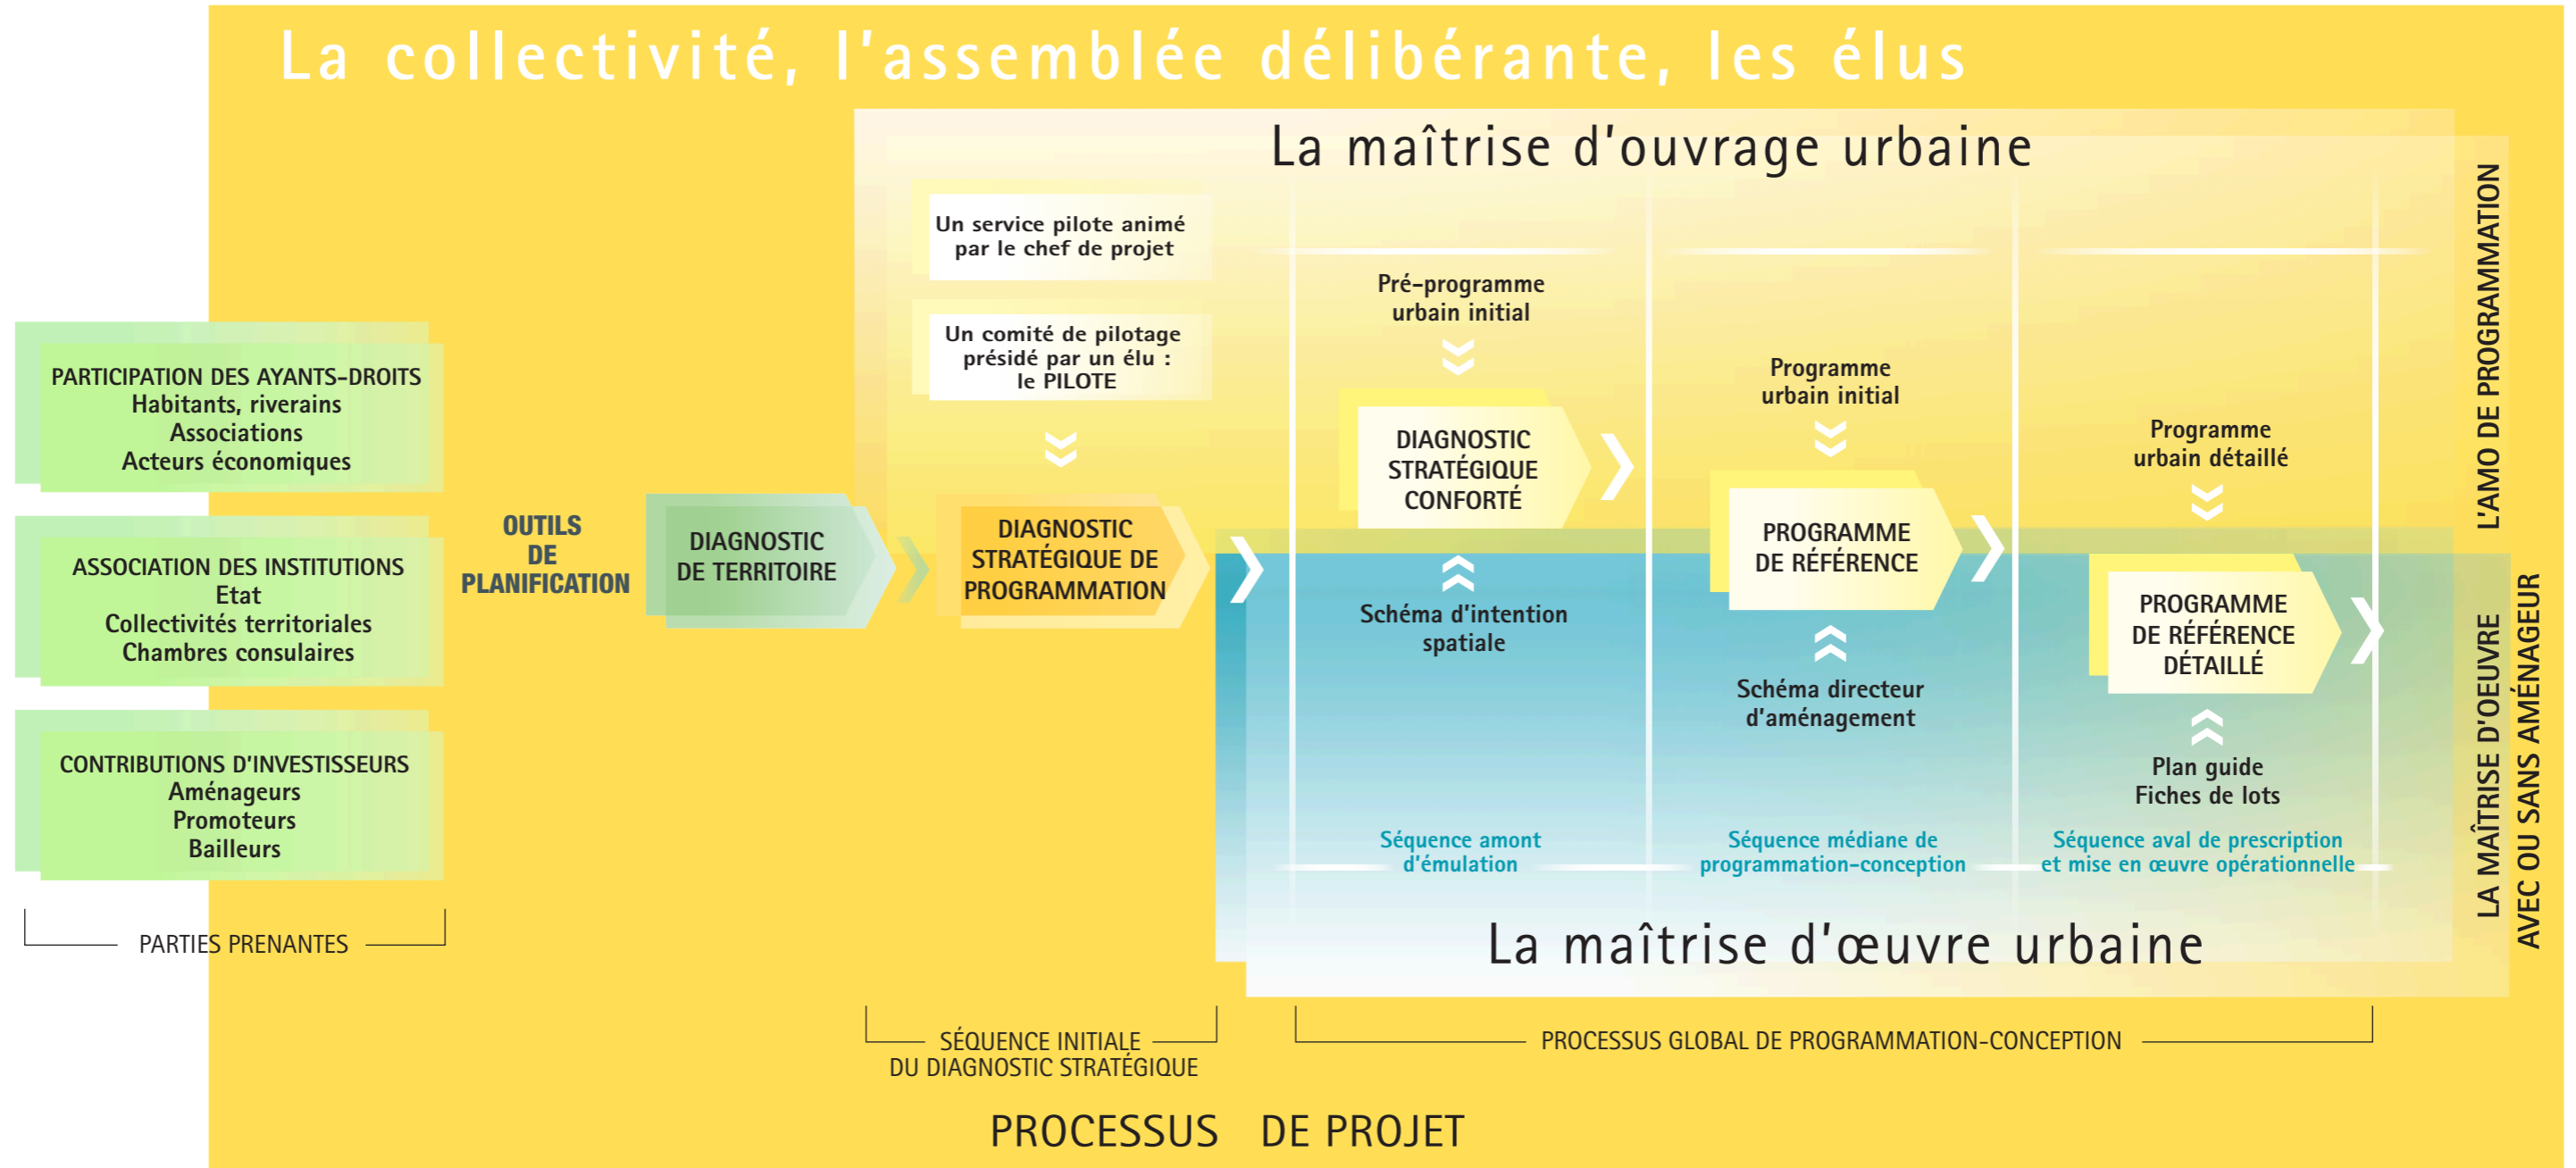 La collectivité, l'assemblée délibérante, les élus
La maîtrise d'ouvrage urbaine
PARTICIPATION DES AYANTS-DROITS
Habitants, riverains
Associations
Acteurs économiques
ASSOCIATION DES INSTITUTIONS
Etat
Collectivités territoriales
Chambres consulaires
CONTRIBUTIONS D'INVESTISSEURS
Aménageurs
Promoteurs
Bailleurs
PARTIES PRENANTES
OUTILS
DE
PLANIFICATION
DIAGNOSTIC
DE TERRITOIRE
Un service pilote animé
par le chef de projet
Un comité de pilotage
présidé par un élu :
le PILOTE
DIAGNOSTIC
STRATÉGIQUE DE
PROGRAMMATION
Pré-programme
urbain initial
DIAGNOSTIC
STRATÉGIQUE
CONFORTÉ
Schéma d'intention
spatiale
Séquence amont
d'émulation
Programme
urbain initial
PROGRAMME
DE RÉFÉRENCE
Schéma directeur
d'aménagement
Séquence médiane de
programmation-conception
Programme
urbain détaillé
PROGRAMME
DE RÉFÉRENCE
DÉTAILLÉ
Plan guide
Fiches de lots
Séquence aval de prescription
et mise en œuvre opérationnelle
L'AMO DE PROGRAMMATION
LA MAÎTRISE D'OEUVRE
AVEC OU SANS AMÉNAGEUR
La maîtrise d'œuvre urbaine
SÉQUENCE INITIALE
DU DIAGNOSTIC STRATÉGIQUE
PROCESSUS GLOBAL DE PROGRAMMATION-CONCEPTION
PROCESSUS DE PROJET